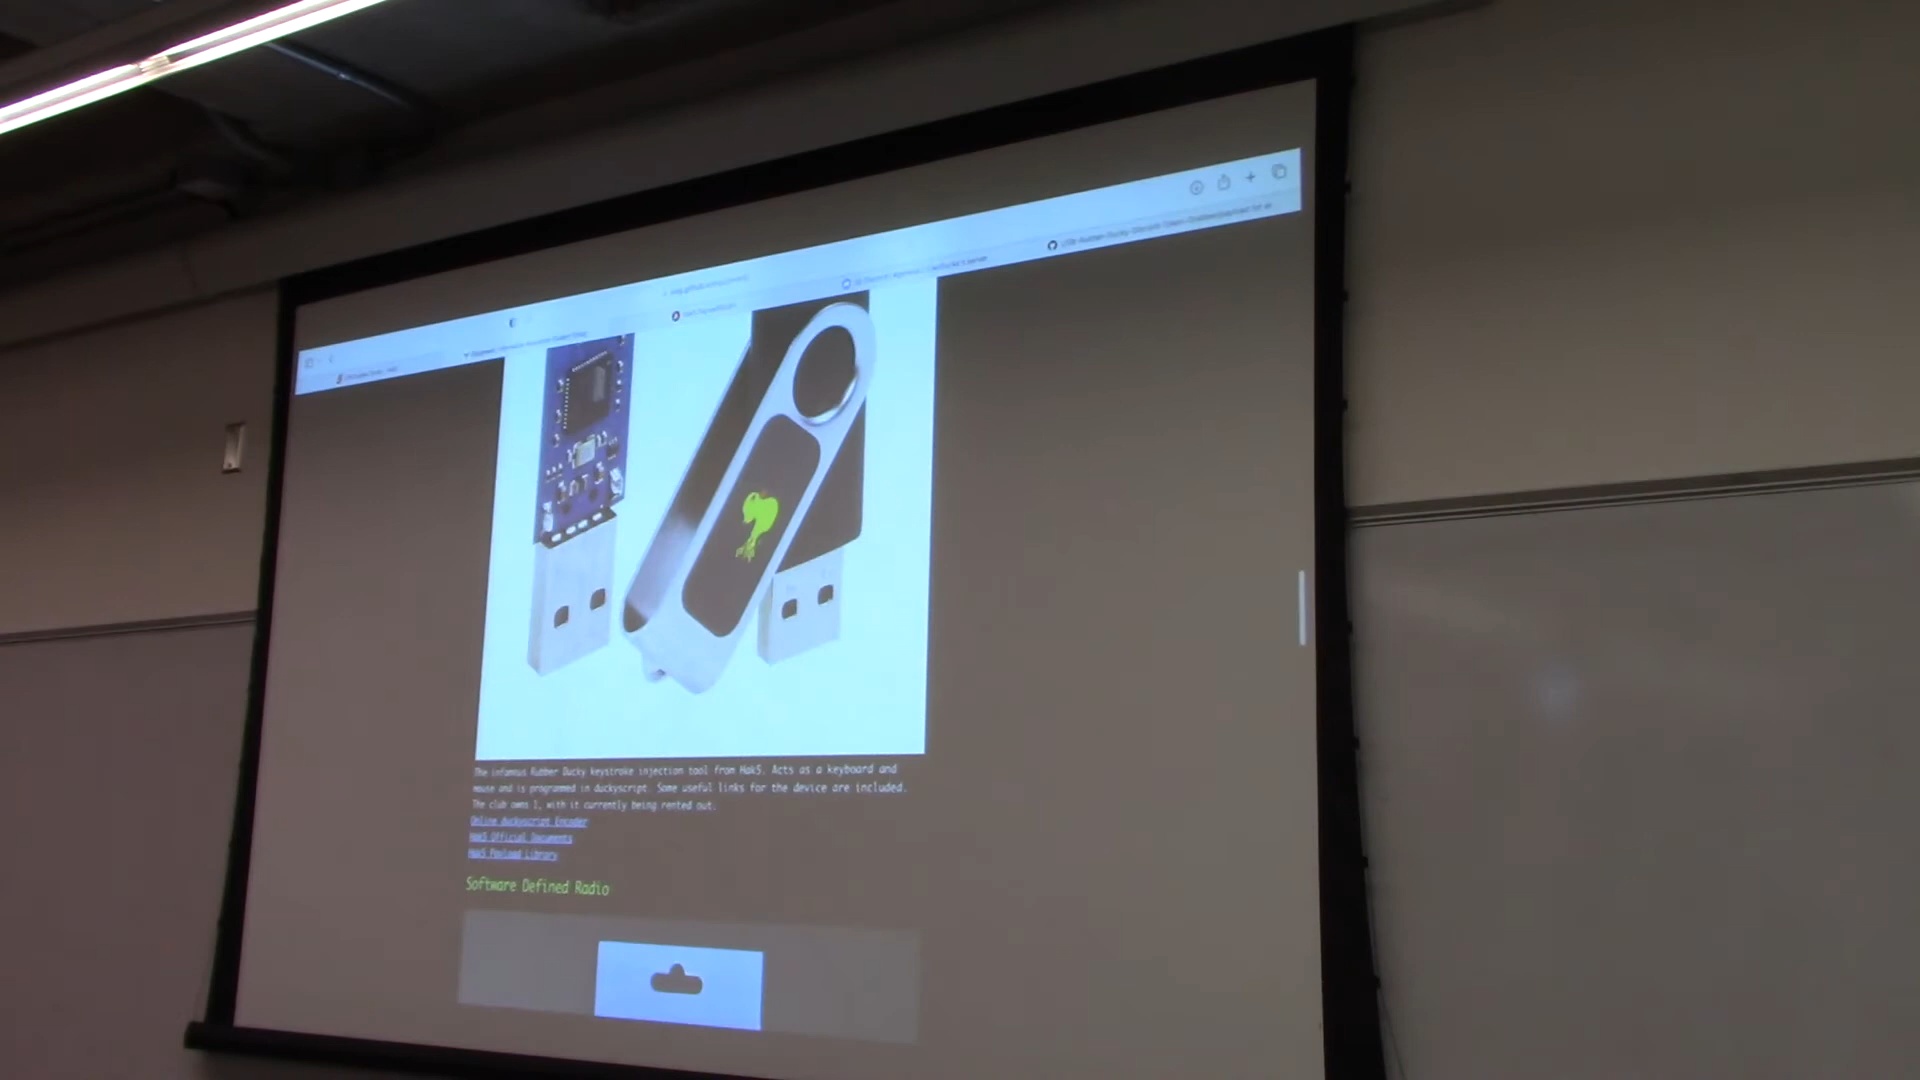 The infamous Rubber Ducky keystroke injection tool from Hak5. Acts as a keyboard and
mouse and is programmed in duckyscript. Some useful links for the device are included.
The club owns 1, with it currently being rented out.
Online duckyscript Encoder
Hak5 Official Documents
Hak5 Payload Library
Software Defined Radio